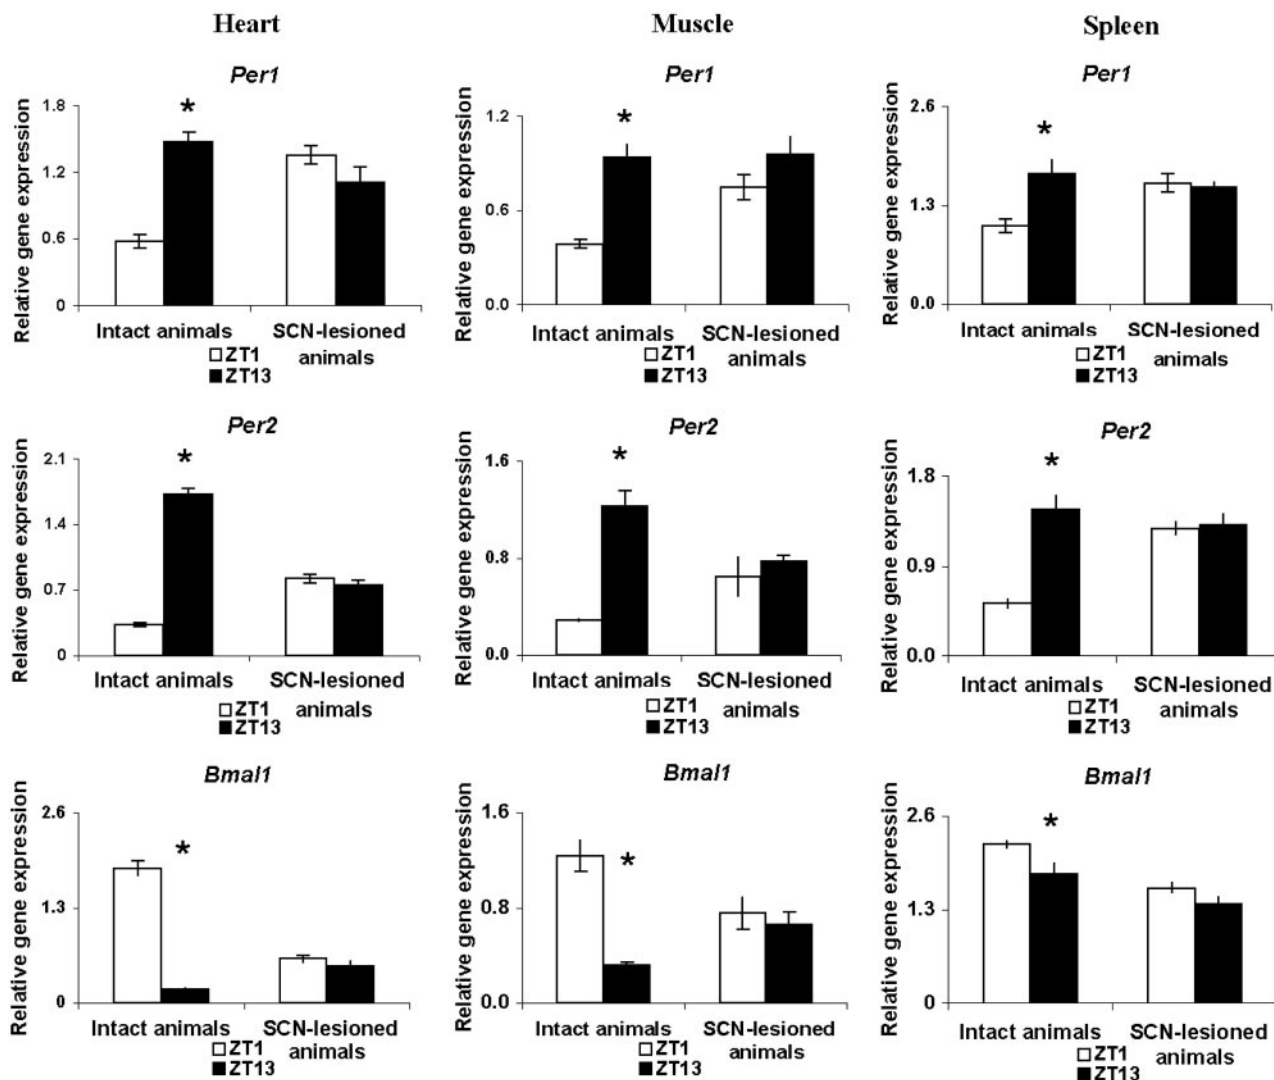 Heart Muscle Spleen
Per1 Per1 Per1
Relative gene expression
1.8
1.2
0.6
0
*
Intact animals SCN-lesioned
animals
ZT1
ZT13
Relative gene expression
1.2
0.6
0.0
*
Intact animals SCN-lesioned
animals
ZT1
ZT13
Relative gene expression
2.6
1.3
0.0
*
Intact animals SCN-lesioned
animals
ZT1
ZT13
Per2 Per2 Per2
Relative gene expression
2.1
1.4
0.7
0
*
Intact animals SCN-lesioned
animals
ZT1
ZT13
Relative gene expression
1.6
0.8
0.0
*
Intact animals SCN-lesioned
animals
ZT1
ZT13
Relative gene expression
1.8
0.9
0.0
*
Intact animals SCN-lesioned
animals
ZT1
ZT13
Bmal1 Bmal1 Bmal1
Relative gene expression
2.6
1.3
0
*
Intact animals SCN-lesioned
animals
ZT1
ZT13
Relative gene expression
1.6
0.8
0.0
*
Intact animals SCN-lesioned
animals
ZT1
ZT13
Relative gene expression
2.6
1.3
0
*
Intact animals SCN-lesioned
animals
ZT1
ZT13